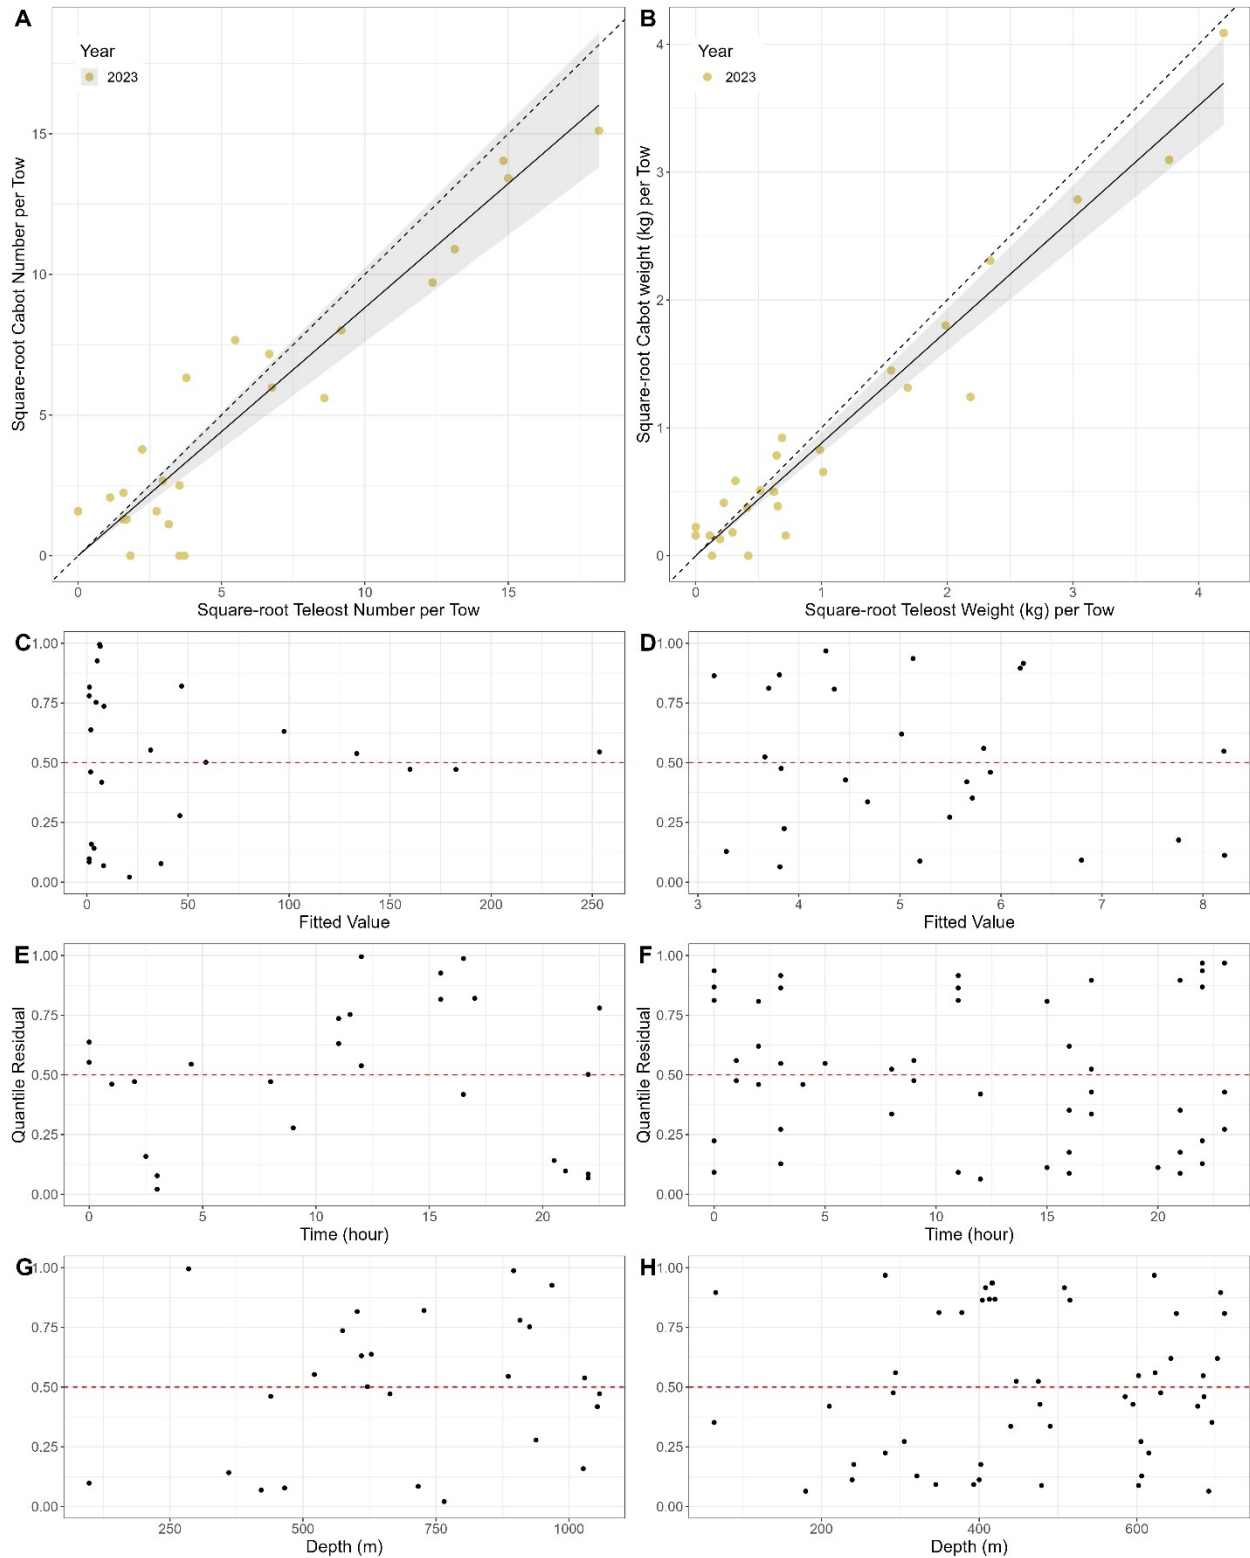 A
Year
2023
15
10
5
0
Square-root Cabot Number per Tow
0 5 10 15
Square-root Teleost Number per Tow
B
Year
2023
4
3
2
1
0
Square-root Cabot weight (kg) per Tow
0 1 2 3 4
Square-root Teleost Weight (kg) per Tow
C
1.00
0.75
0.50
0.25
0.00
0 50 100 150 200 250
Fitted Value
D
1.00
0.75
0.50
0.25
0.00
3 4 5 6 7 8
Fitted Value
E
1.00
0.75
0.50
0.25
0.00
Quantile Residual
0 5 10 15 20
Time (hour)
F
1.00
0.75
0.50
0.25
0.00
Quantile Residual
0 5 10 15 20
Time (hour)
G
1.00
0.75
0.50
0.25
0.00
250 500 750 1000
Depth (m)
H
1.00
0.75
0.50
0.25
0.00
200 400 600
Depth (m)